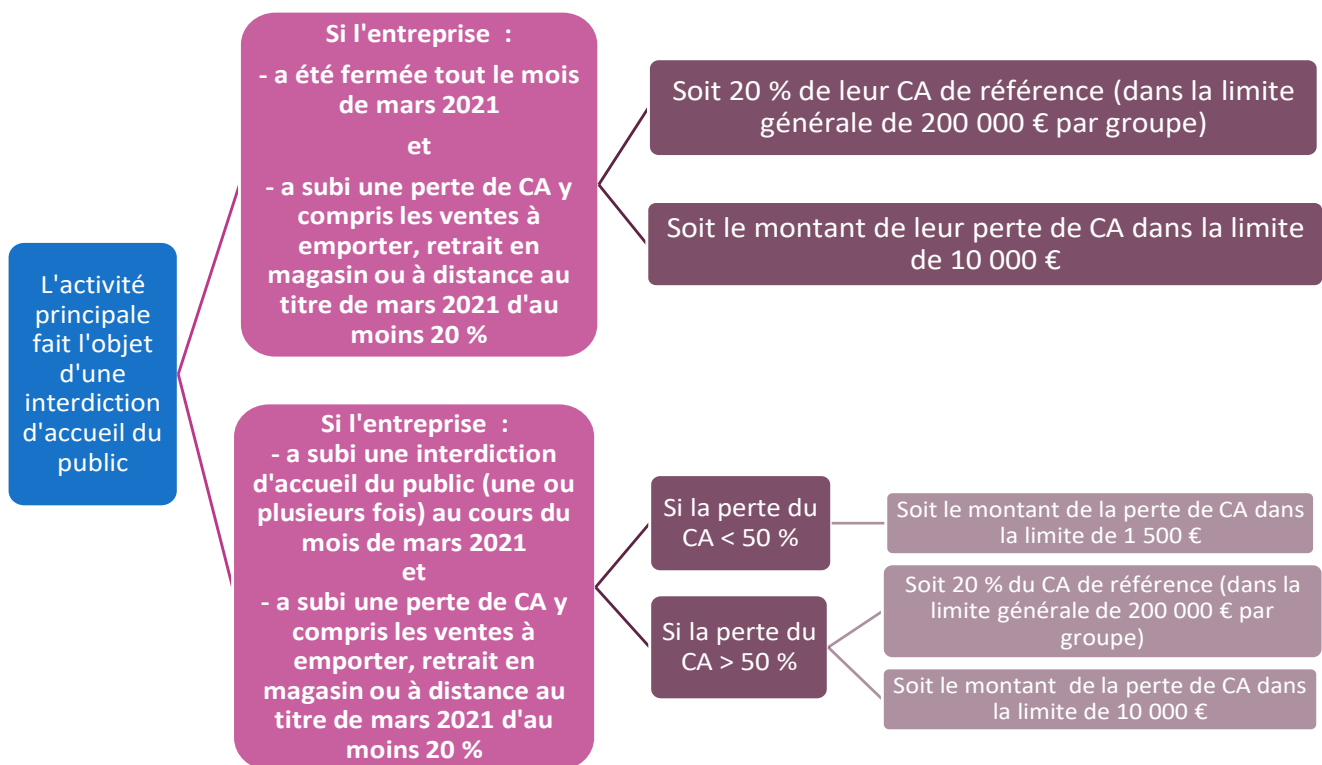 L'activité
principale
fait l'objet
d'une
interdiction
d'accueil du
public
Si l'entreprise :
- a été fermée tout le mois
de mars 2021
et
- a subi une perte de CA y
compris les ventes à
emporter, retrait en
magasin ou à distance au
titre de mars 2021 d'au
moins 20 %
Soit 20 % de leur CA de référence (dans la limite
générale de 200 000 € par groupe)
Soit le montant de leur perte de CA dans la limite
de 10 000 €
Si l'entreprise :
- a subi une interdiction
d'accueil du public (une ou
plusieurs fois) au cours du
mois de mars 2021
et
- a subi une perte de CA y
compris les ventes à
emporter, retrait en
magasin ou à distance au
titre de mars 2021 d'au
moins 20 %
Si la perte du
CA < 50 %
Soit le montant de la perte de CA dans
la limite de 1 500 €
Si la perte du
CA > 50 %
Soit 20 % du CA de référence (dans la
limite générale de 200 000 € par
groupe)
Soit le montant de la perte de CA dans
la limite de 10 000 €